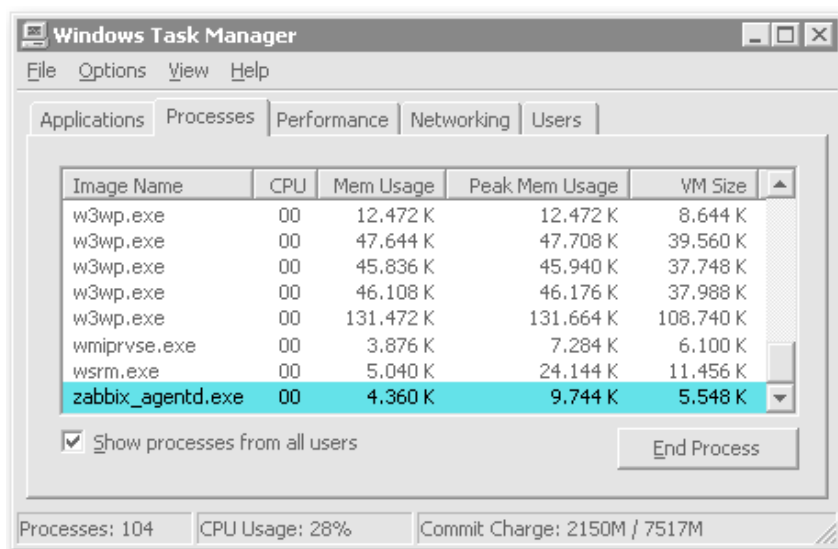 Windows Task Manager
File Options View Help
Applications Processes Performance Networking Users
Image Name CPU Mem Usage Peak Mem Usage VM Size
w3wp.exe 00 12.472 K 12.472 K 8.644 K
w3wp.exe 00 47.644 K 47.708 K 39.560 K
w3wp.exe 00 45.836 K 45.940 K 37.748 K
w3wp.exe 00 46.108 K 46.176 K 37.988 K
w3wp.exe 00 131.472 K 131.664 K 108.740 K
wmiprvse.exe 00 3.876 K 7.284 K 6.100 K
wsrm.exe 00 5.040 K 24.144 K 11.456 K
zabbix_agentd.exe 00 4.360 K 9.744 K 5.548 K
Show processes from all users
End Process
Processes: 104 CPU Usage: 28% Commit Charge: 2150M / 7517M